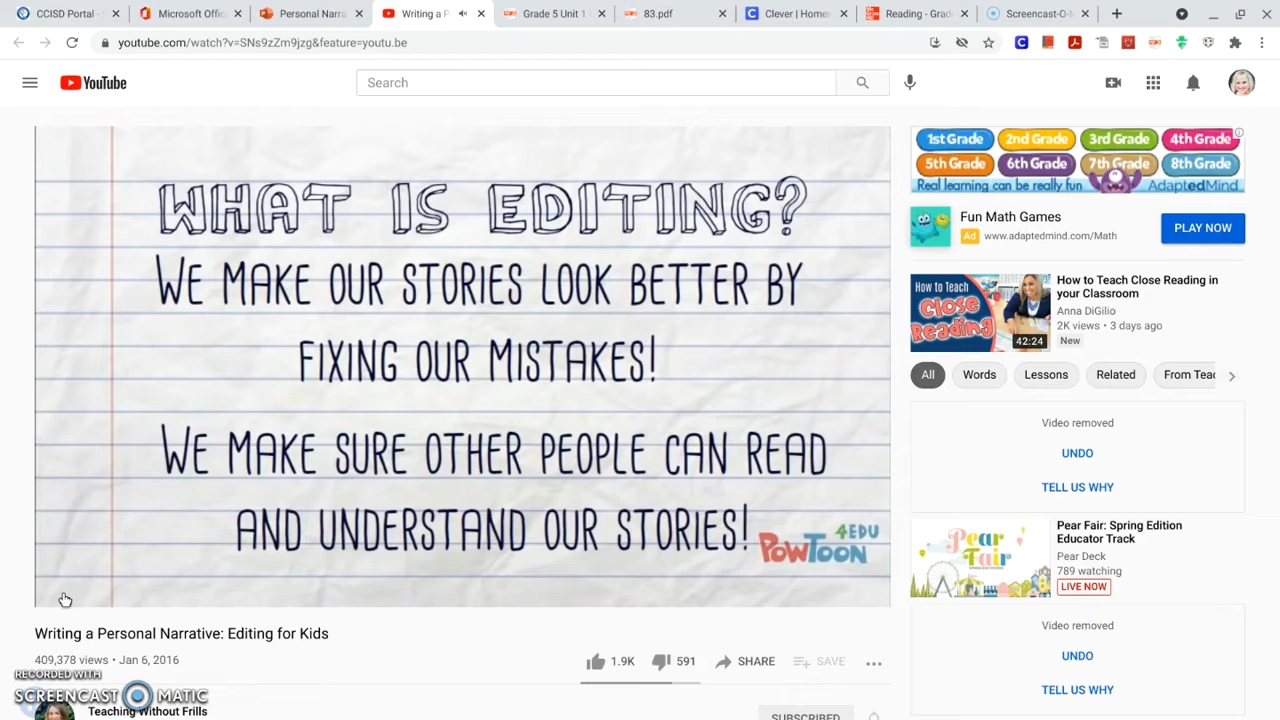 CCISD Portal -
Microsoft Offic
Personal Narra
Writing a P
Grade 5 Unit 1
83.pdf
Clever | Home
Reading - Grad
Screencast-O-M
youtube.com/watch?v=SNs9zZm9jzg&feature=youtu.be
YouTube
Search
WHAT IS EDITING?
WE MAKE OUR STORIES LOOK BETTER BY
FIXING OUR MISTAKES!
WE MAKE SURE OTHER PEOPLE CAN READ
AND UNDERSTAND OUR STORIES!
POWTOON 4EDU
Writing a Personal Narrative: Editing for Kids
409,378 views • Jan 6, 2016
1.9K
591
SHARE
SAVE
RECORDED WITH
SCREENCAST MATIC
Teaching Without Frills
SUBSCRIBED
1st Grade 2nd Grade 3rd Grade 4th Grade
5th Grade 6th Grade 7th Grade 8th Grade
Real learning can be really fun AdaptedMind
Fun Math Games
Ad www.adaptedmind.com/Math
PLAY NOW
How to Teach
Close
Reading
42:24
How to Teach Close Reading in
your Classroom
Anna DiGilio
2K views • 3 days ago
New
All Words Lessons Related From Teac
Video removed
UNDO
TELL US WHY
PEAR
FAIR
Pear Fair: Spring Edition
Educator Track
Pear Deck
789 watching
LIVE NOW
Video removed
UNDO
TELL US WHY